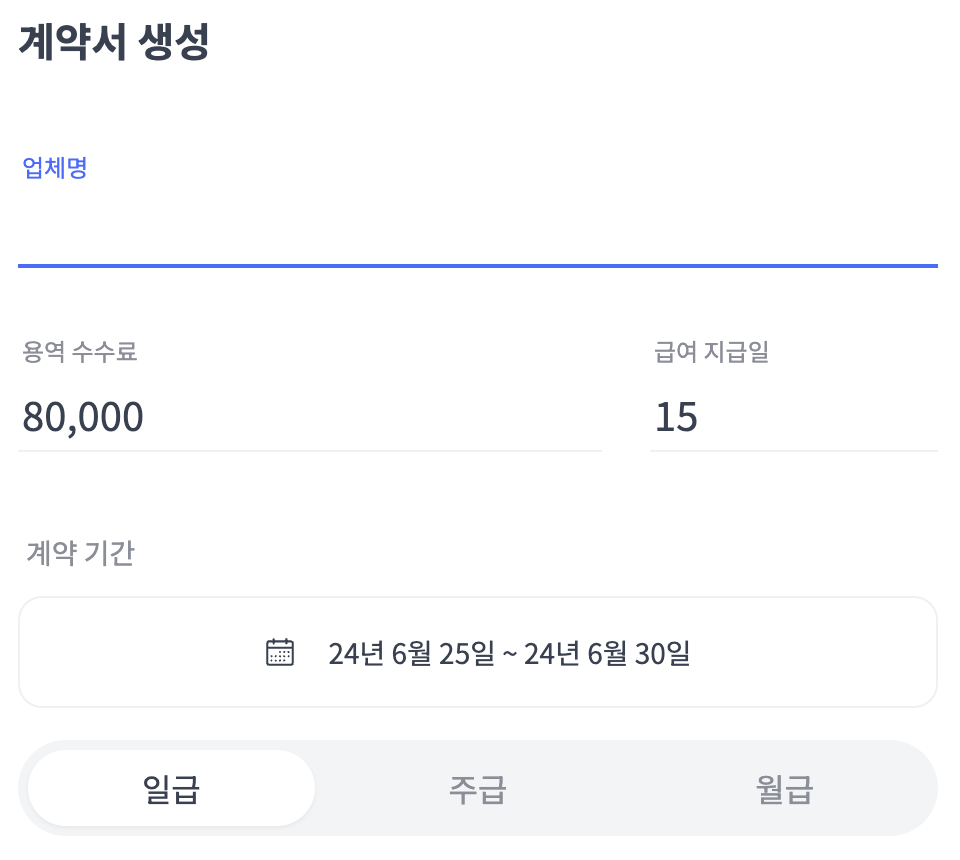 계약서 생성
업체명
용역 수수료
급여 지급일
80,000
15
계약 기간
24년 6월 25일 ~ 24년 6월 30일
일급
주급
월급